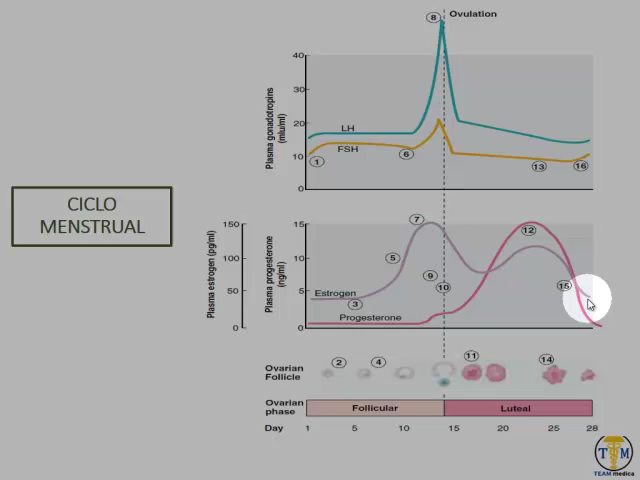 8 Ovulation
40
30
20
10
0
Plasma gonadotropins
(mIu/ml)
LH
FSH
1
6
13
16
CICLO
MENSTRUAL
7
12
5
9
10
3
15
150
100
50
0
Plasma estrogen (pg/ml)
15
10
5
0
Plasma progesterone
(ng/ml)
Estrogen
Progesterone
Ovarian
Follicle
2
4
11
14
Ovarian
phase
Follicular
Luteal
Day 1 5 10 15 20 25 28
TM
TEAM medica